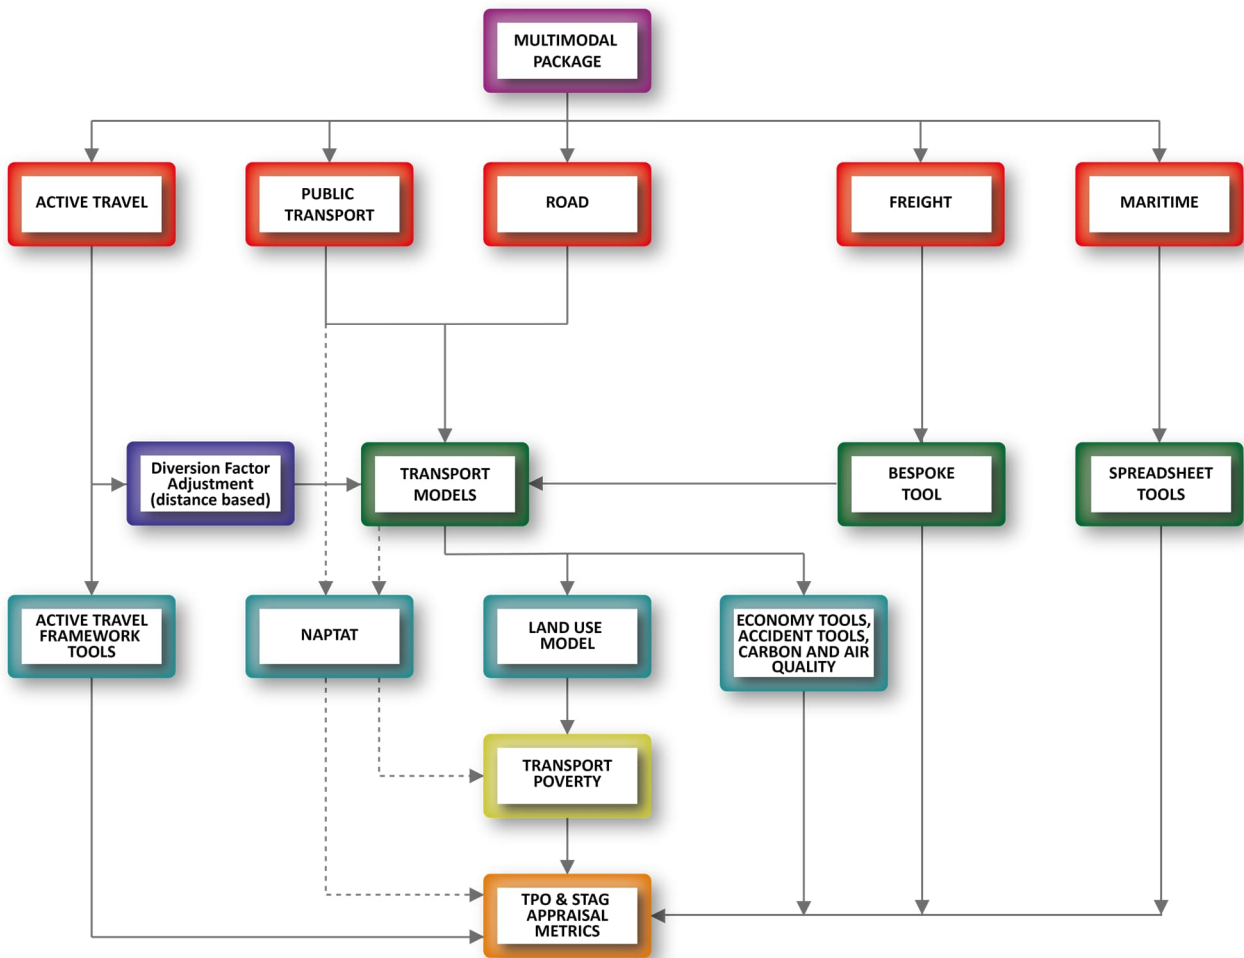 MULTIMODAL
PACKAGE
ACTIVE TRAVEL
PUBLIC
TRANSPORT
ROAD
FREIGHT
MARITIME
Diversion Factor
Adjustment
(distance based)
TRANSPORT
MODELS
BESPOKE
TOOL
SPREADSHEET
TOOLS
ACTIVE TRAVEL
FRAMEWORK
TOOLS
NAPTAT
LAND USE
MODEL
ECONOMY TOOLS,
ACCIDENT TOOLS,
CARBON AND AIR
QUALITY
TRANSPORT
POVERTY
TPO & STAG
APPRAISAL
METRICS